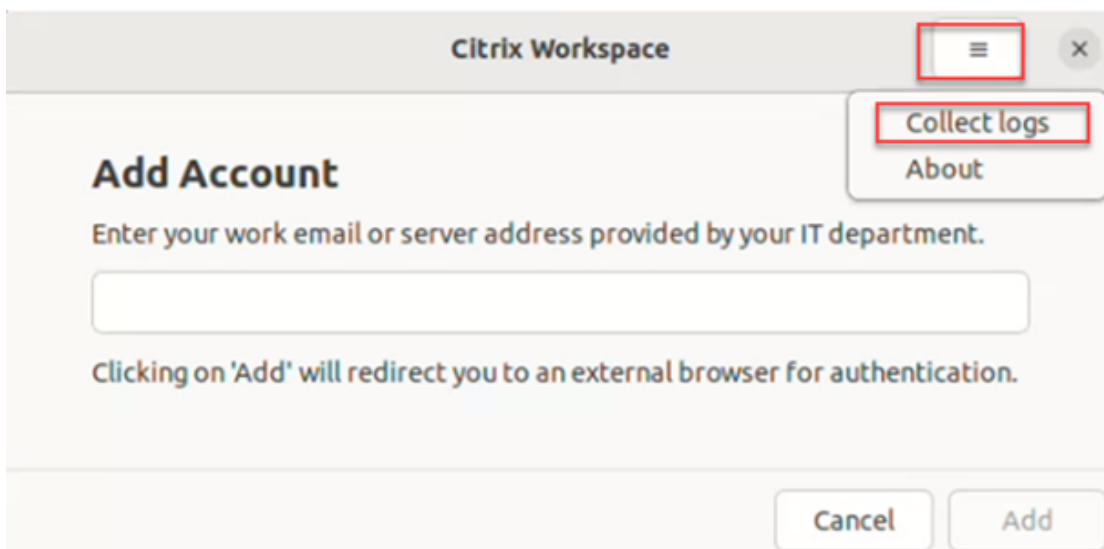 Citrix Workspace
Collect logs
About
Add Account
Enter your work email or server address provided by your IT department.
Clicking on 'Add' will redirect you to an external browser for authentication.
Cancel
Add